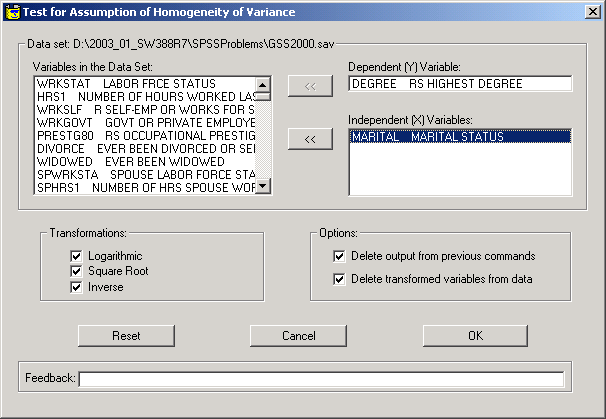 Test for Assumption of Homogeneity of Variance
Data set: D:\2003_01_SW388R7\SPSSProblems\GSS2000.sav
Variables in the Data Set:
WRKSTAT LABOR FRCE STATUS
HRS1 NUMBER OF HOURS WORKED LAS
WRKSLF R SELF-EMP OR WORKS FOR S
WRKGOVT GOVT OR PRIVATE EMPLOYE
PRESTG80 RS OCCUPATIONAL PRESTIG
DIVORCE EVER BEEN DIVORCED OR SE
WIDOWED EVER BEEN WIDOWED
SPWRKSTA SPOUSE LABOR FORCE STA
SPHRS1 NUMBER OF HRS SPOUSE WOR
<<
<<
Dependent (Y) Variable:
DEGREE RS HIGHEST DEGREE
Independent (X) Variables:
MARITAL MARITAL STATUS
Transformations:
Logarithmic
Square Root
Inverse
Options:
Delete output from previous commands
Delete transformed variables from data
Reset
Cancel
OK
Feedback: